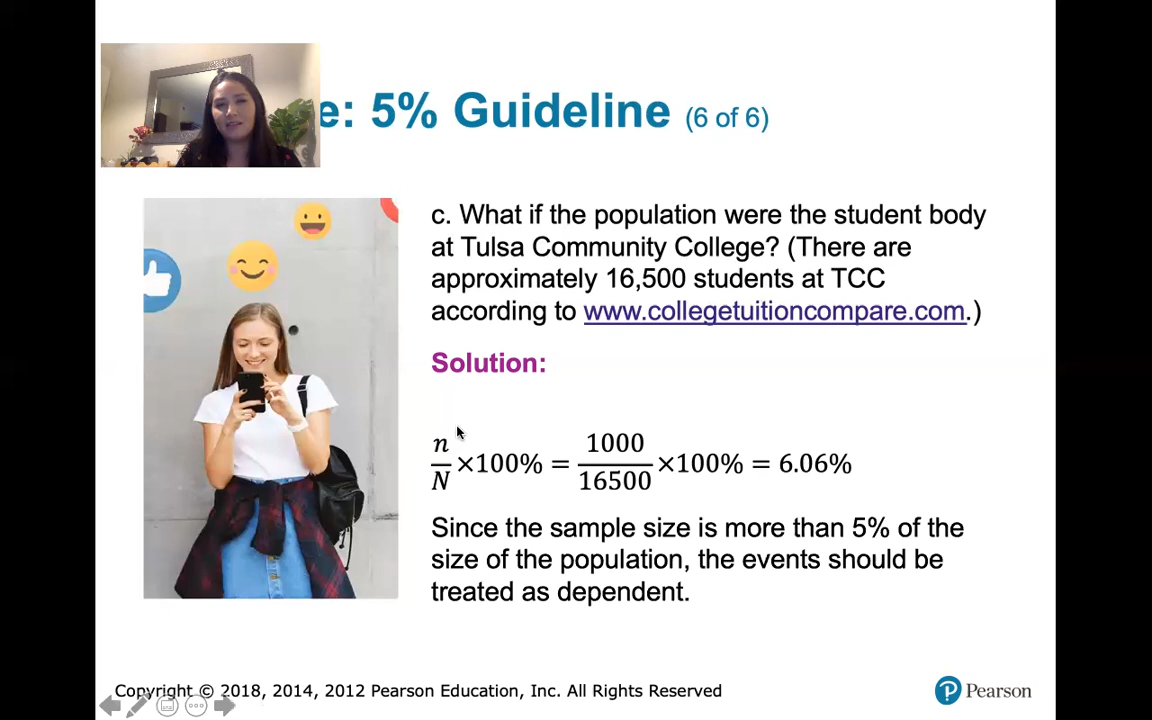 e: 5% Guideline (6 of 6)
c. What if the population were the student body
at Tulsa Community College? (There are
approximately 16,500 students at TCC
according to www.collegetuitioncompare.com.)
Solution:
n/N ×100% = 1000/16500 ×100% = 6.06%
Since the sample size is more than 5% of the
size of the population, the events should be
treated as dependent.
Copyright © 2018, 2014, 2012 Pearson Education, Inc. All Rights Reserved
Pearson